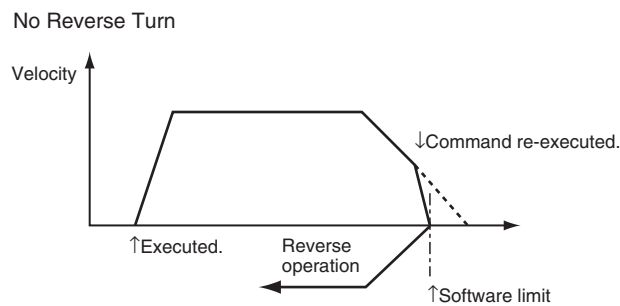 No Reverse Turn
Velocity
↓Command re-executed.
↑Executed.
Reverse
operation
↑Software limit